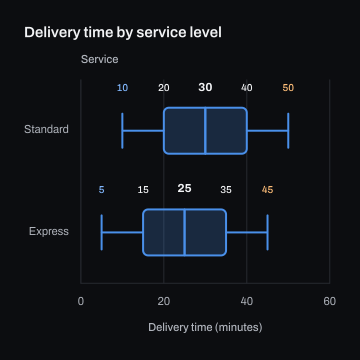 Delivery time by service level
Service
10 20 30 40 50
Standard
5 15 25 35 45
Express
0 20 40 60
Delivery time (minutes)